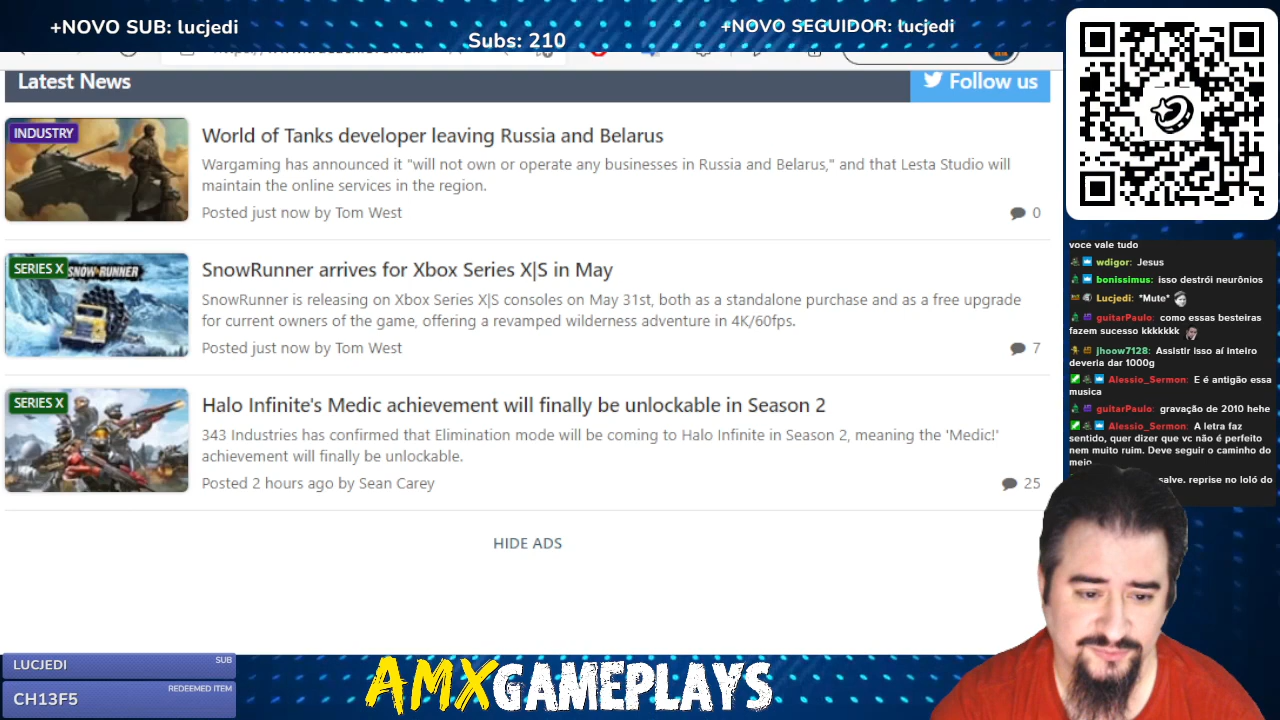 +NOVO SUB: lucjedi
Subs: 210
+NOVO SEGUIDOR: lucjedi
Latest News
Follow us
INDUSTRY
World of Tanks developer leaving Russia and Belarus
Wargaming has announced it "will not own or operate any businesses in Russia and Belarus," and that Lesta Studio will
maintain the online services in the region.
Posted just now by Tom West
0
SERIES X
SNOWRUNNER
SnowRunner arrives for Xbox Series X|S in May
SnowRunner is releasing on Xbox Series X|S consoles on May 31st, both as a standalone purchase and as a free upgrade
for current owners of the game, offering a revamped wilderness adventure in 4K/60fps.
Posted just now by Tom West
7
SERIES X
Halo Infinite's Medic achievement will finally be unlockable in Season 2
343 Industries has confirmed that Elimination mode will be coming to Halo Infinite in Season 2, meaning the 'Medic!'
achievement will finally be unlockable.
Posted 2 hours ago by Sean Carey
25
HIDE ADS
voce vale tudo
wdigor: Jesus
bonissimus: isso destrói neurônios
Lucjedi: *Mute*
guitarPaulo: como essas besteiras
fazem sucesso kkkkkkk
jhoow7128: Assistir isso aí inteiro
deveria dar 1000g
Alessio_Sermon: E é antigão essa
musica
guitarPaulo: gravação de 2010 hehe
Alessio_Sermon: A letra faz
sentido, quer dizer que vc não é perfeito
nem muito ruim. Deve seguir o caminho do
meio
salve. reprise no loló do
LUCJEDI
SUB
CH13F5
REDEEMED ITEM
AMXGAMEPLAYS